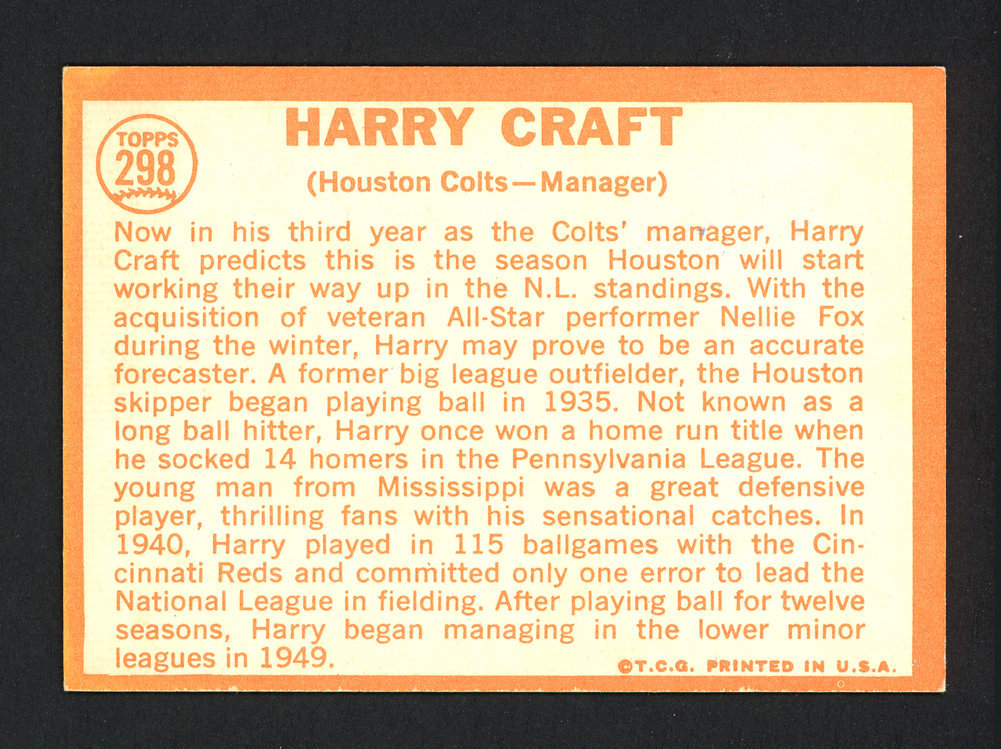 HARRY CRAFT
TOPPS
298
(Houston Colts—Manager)
Now in his third year as the Colts' manager, Harry
Craft predicts this is the season Houston will start
working their way up in the N.L. standings. With the
acquisition of veteran All-Star performer Nellie Fox
during the winter, Harry may prove to be an accurate
forecaster. A former big league outfielder, the Houston
skipper began playing ball in 1935. Not known as a
long ball hitter, Harry once won a home run title when
he socked 14 homers in the Pennsylvania League. The
young man from Mississippi was a great defensive
player, thrilling fans with his sensational catches. In
1940, Harry played in 115 ballgames with the Cin-
cinnati Reds and committed only one error to lead the
National League in fielding. After playing ball for twelve
seasons, Harry began managing in the lower minor
leagues in 1949.
©T.C.G. PRINTED IN U.S.A.